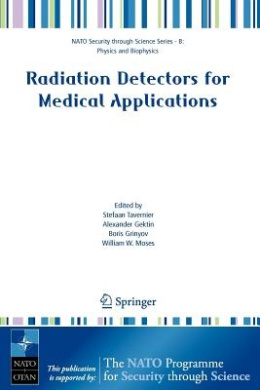 NATO Security through Science Series - B:
Physics and Biophysics
Radiation Detectors for
Medical Applications
Edited by
Stefaan Tavernier
Alexander Gektin
Boris Grinyov
William W. Moses
Springer
NATO
OTAN
This publication
is supported by:
The NATO Programme
for Security through Science